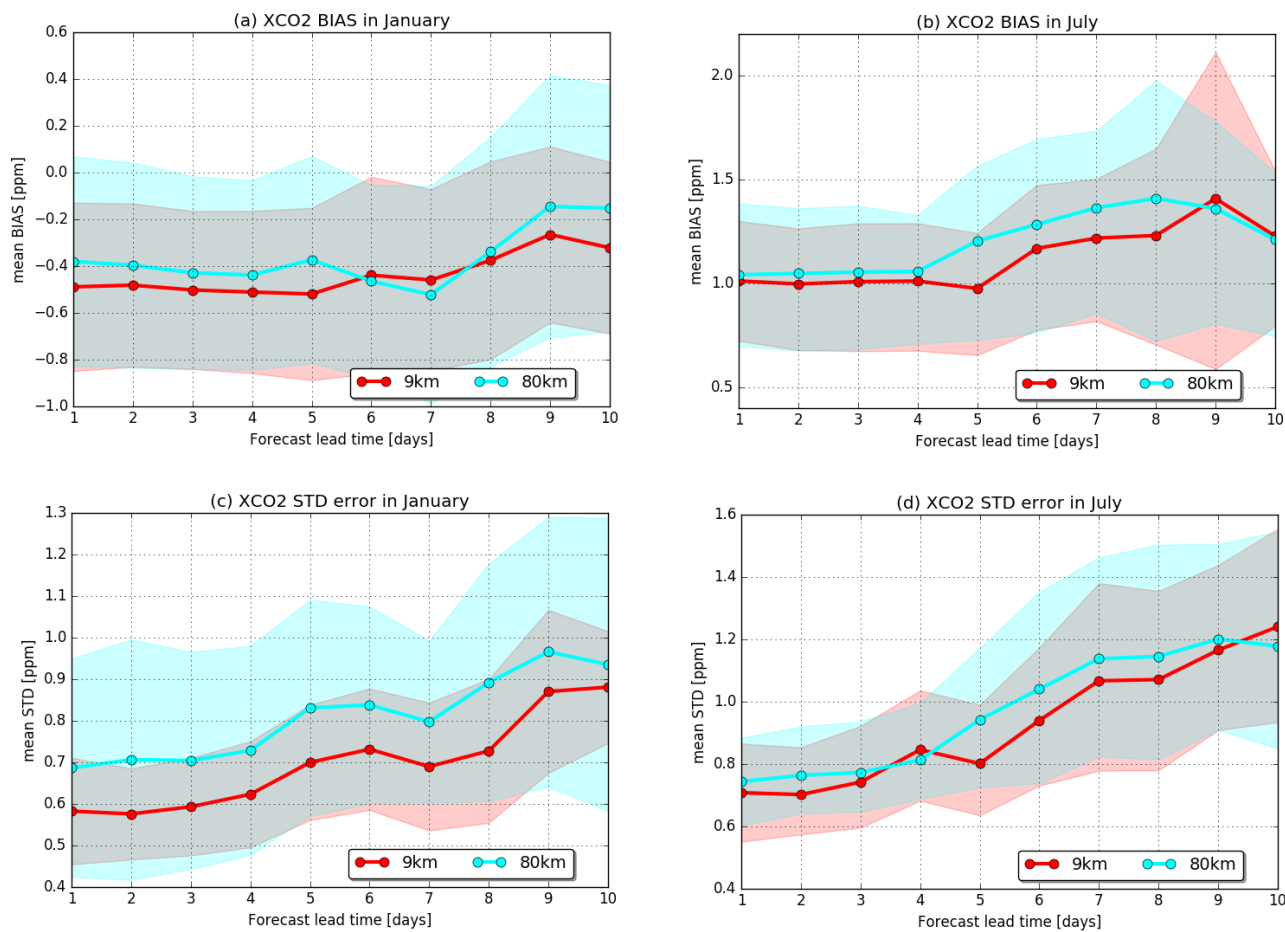 (a) XCO2 BIAS in January
0.6
0.4
0.2
0.0
−0.2
−0.4
−0.6
−0.8
−1.0
mean BIAS [ppm]
9km 80km
1 2 3 4 5 6 7 8 9 10
Forecast lead time [days]
(b) XCO2 BIAS in July
2.0
1.5
1.0
0.5
mean BIAS [ppm]
9km 80km
1 2 3 4 5 6 7 8 9 10
Forecast lead time [days]
(c) XCO2 STD error in January
1.3
1.2
1.1
1.0
0.9
0.8
0.7
0.6
0.5
0.4
mean STD [ppm]
9km 80km
1 2 3 4 5 6 7 8 9 10
Forecast lead time [days]
(d) XCO2 STD error in July
1.6
1.4
1.2
1.0
0.8
0.6
0.4
mean STD [ppm]
9km 80km
1 2 3 4 5 6 7 8 9 10
Forecast lead time [days]